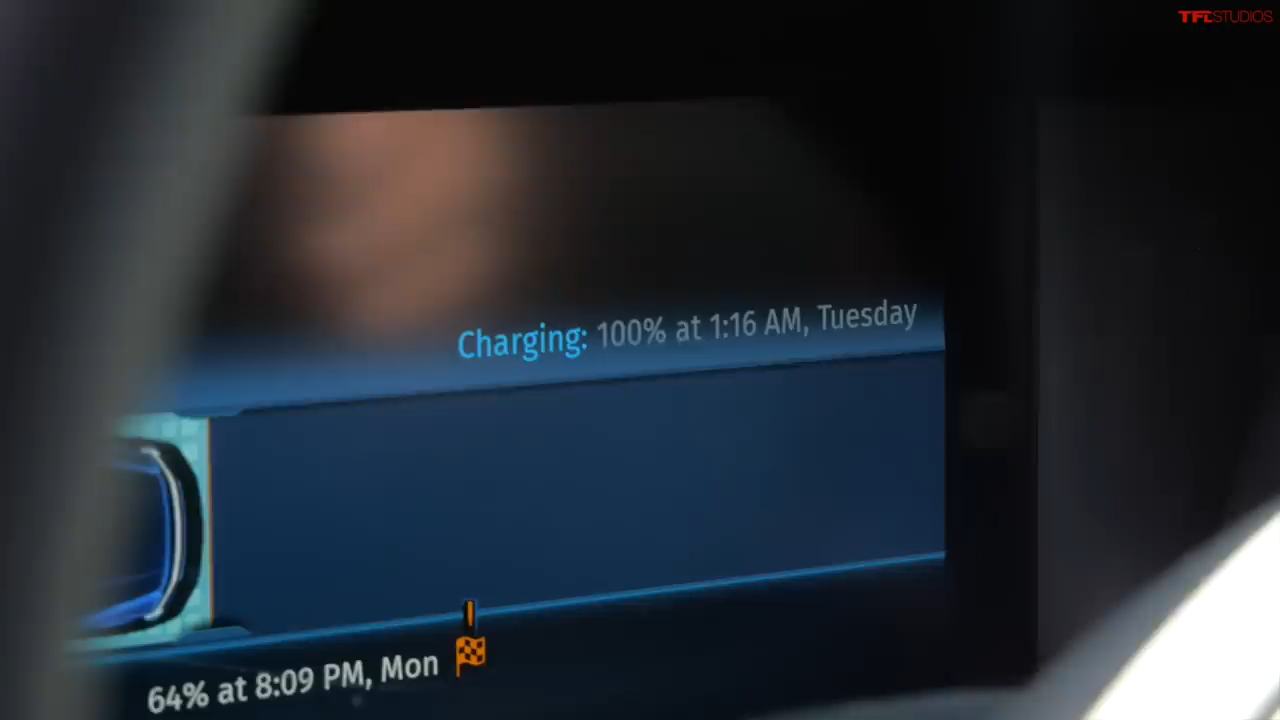 TFLSTUDIOS
Charging: 100% at 1:16 AM, Tuesday
64% at 8:09 PM, Mon